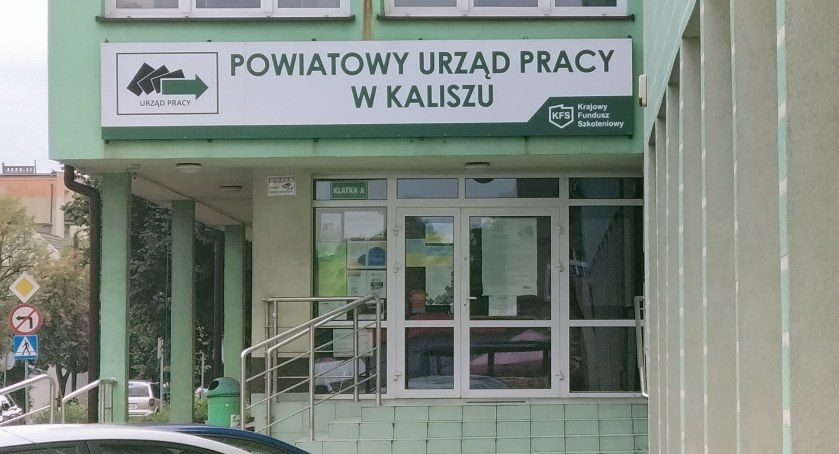 POWIATOWY URZĄD PRACY
W KALISZU
URZĄD PRACY
KFS
Krajowy
Fundusz
Szkoleniowy
KLATKA A